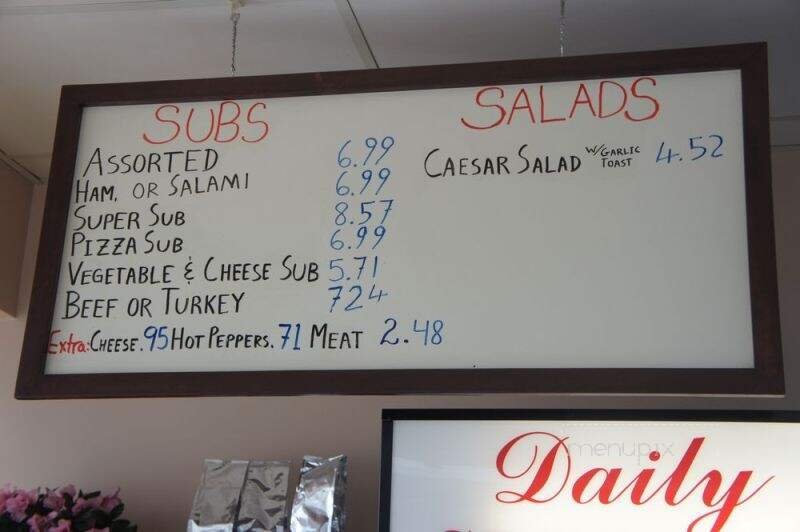 SUBS
ASSORTED 6.99
HAM. OR SALAMI 6.99
SUPER SUB 8.57
PIZZA SUB 6.99
VEGETABLE & CHEESE SUB 5.71
BEEF OR TURKEY 724
Extra: CHEESE .95 HOT PEPPERS .71 MEAT 2.48
SALADS
CAESAR SALAD W/GARLIC TOAST 4.52
menupix
Daily